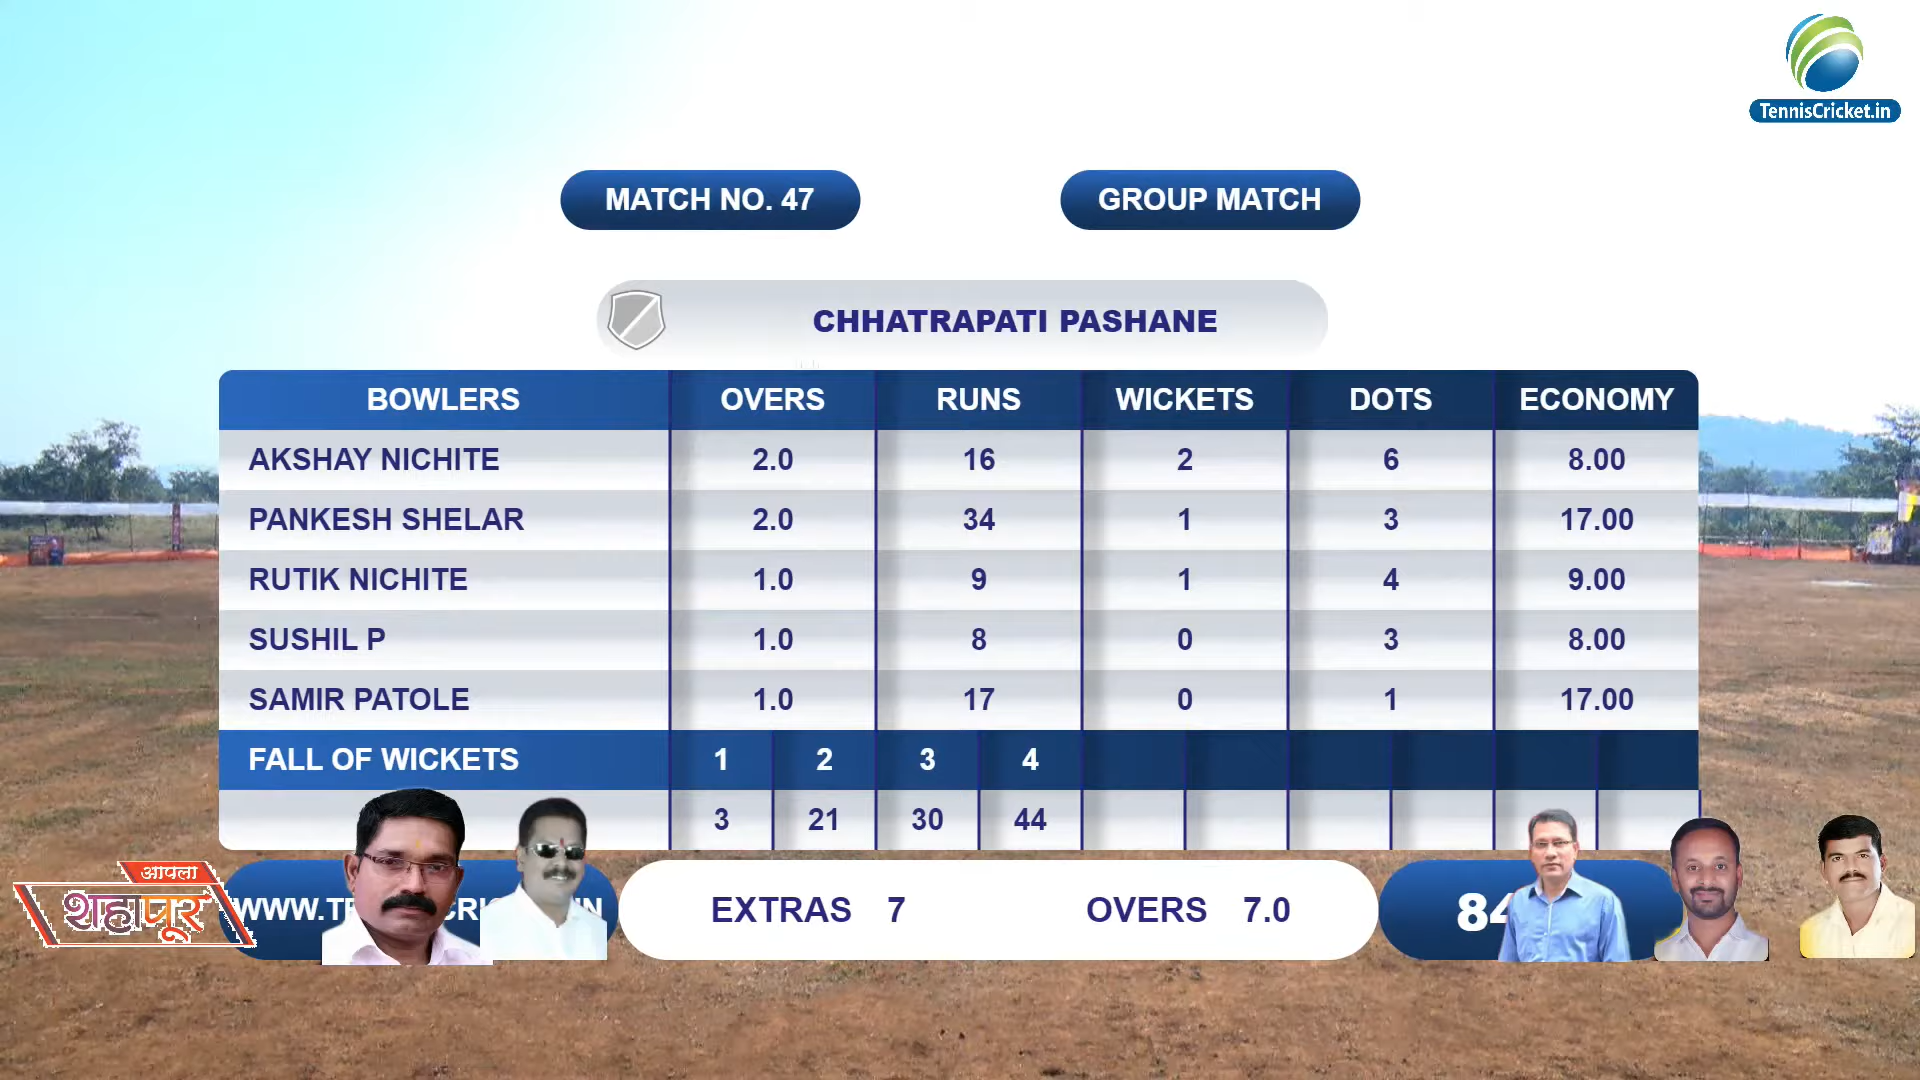 TennisCricket.in
MATCH NO. 47 GROUP MATCH
CHHATRAPATI PASHANE
BOWLERS OVERS RUNS WICKETS DOTS ECONOMY
AKSHAY NICHITE 2.0 16 2 6 8.00
PANKESH SHELAR 2.0 34 1 3 17.00
RUTIK NICHITE 1.0 9 1 4 9.00
SUSHIL P 1.0 8 0 3 8.00
SAMIR PATOLE 1.0 17 0 1 17.00
FALL OF WICKETS 1 2 3 4
3 21 30 44
आपला
शहापूर
EXTRAS 7 OVERS 7.0